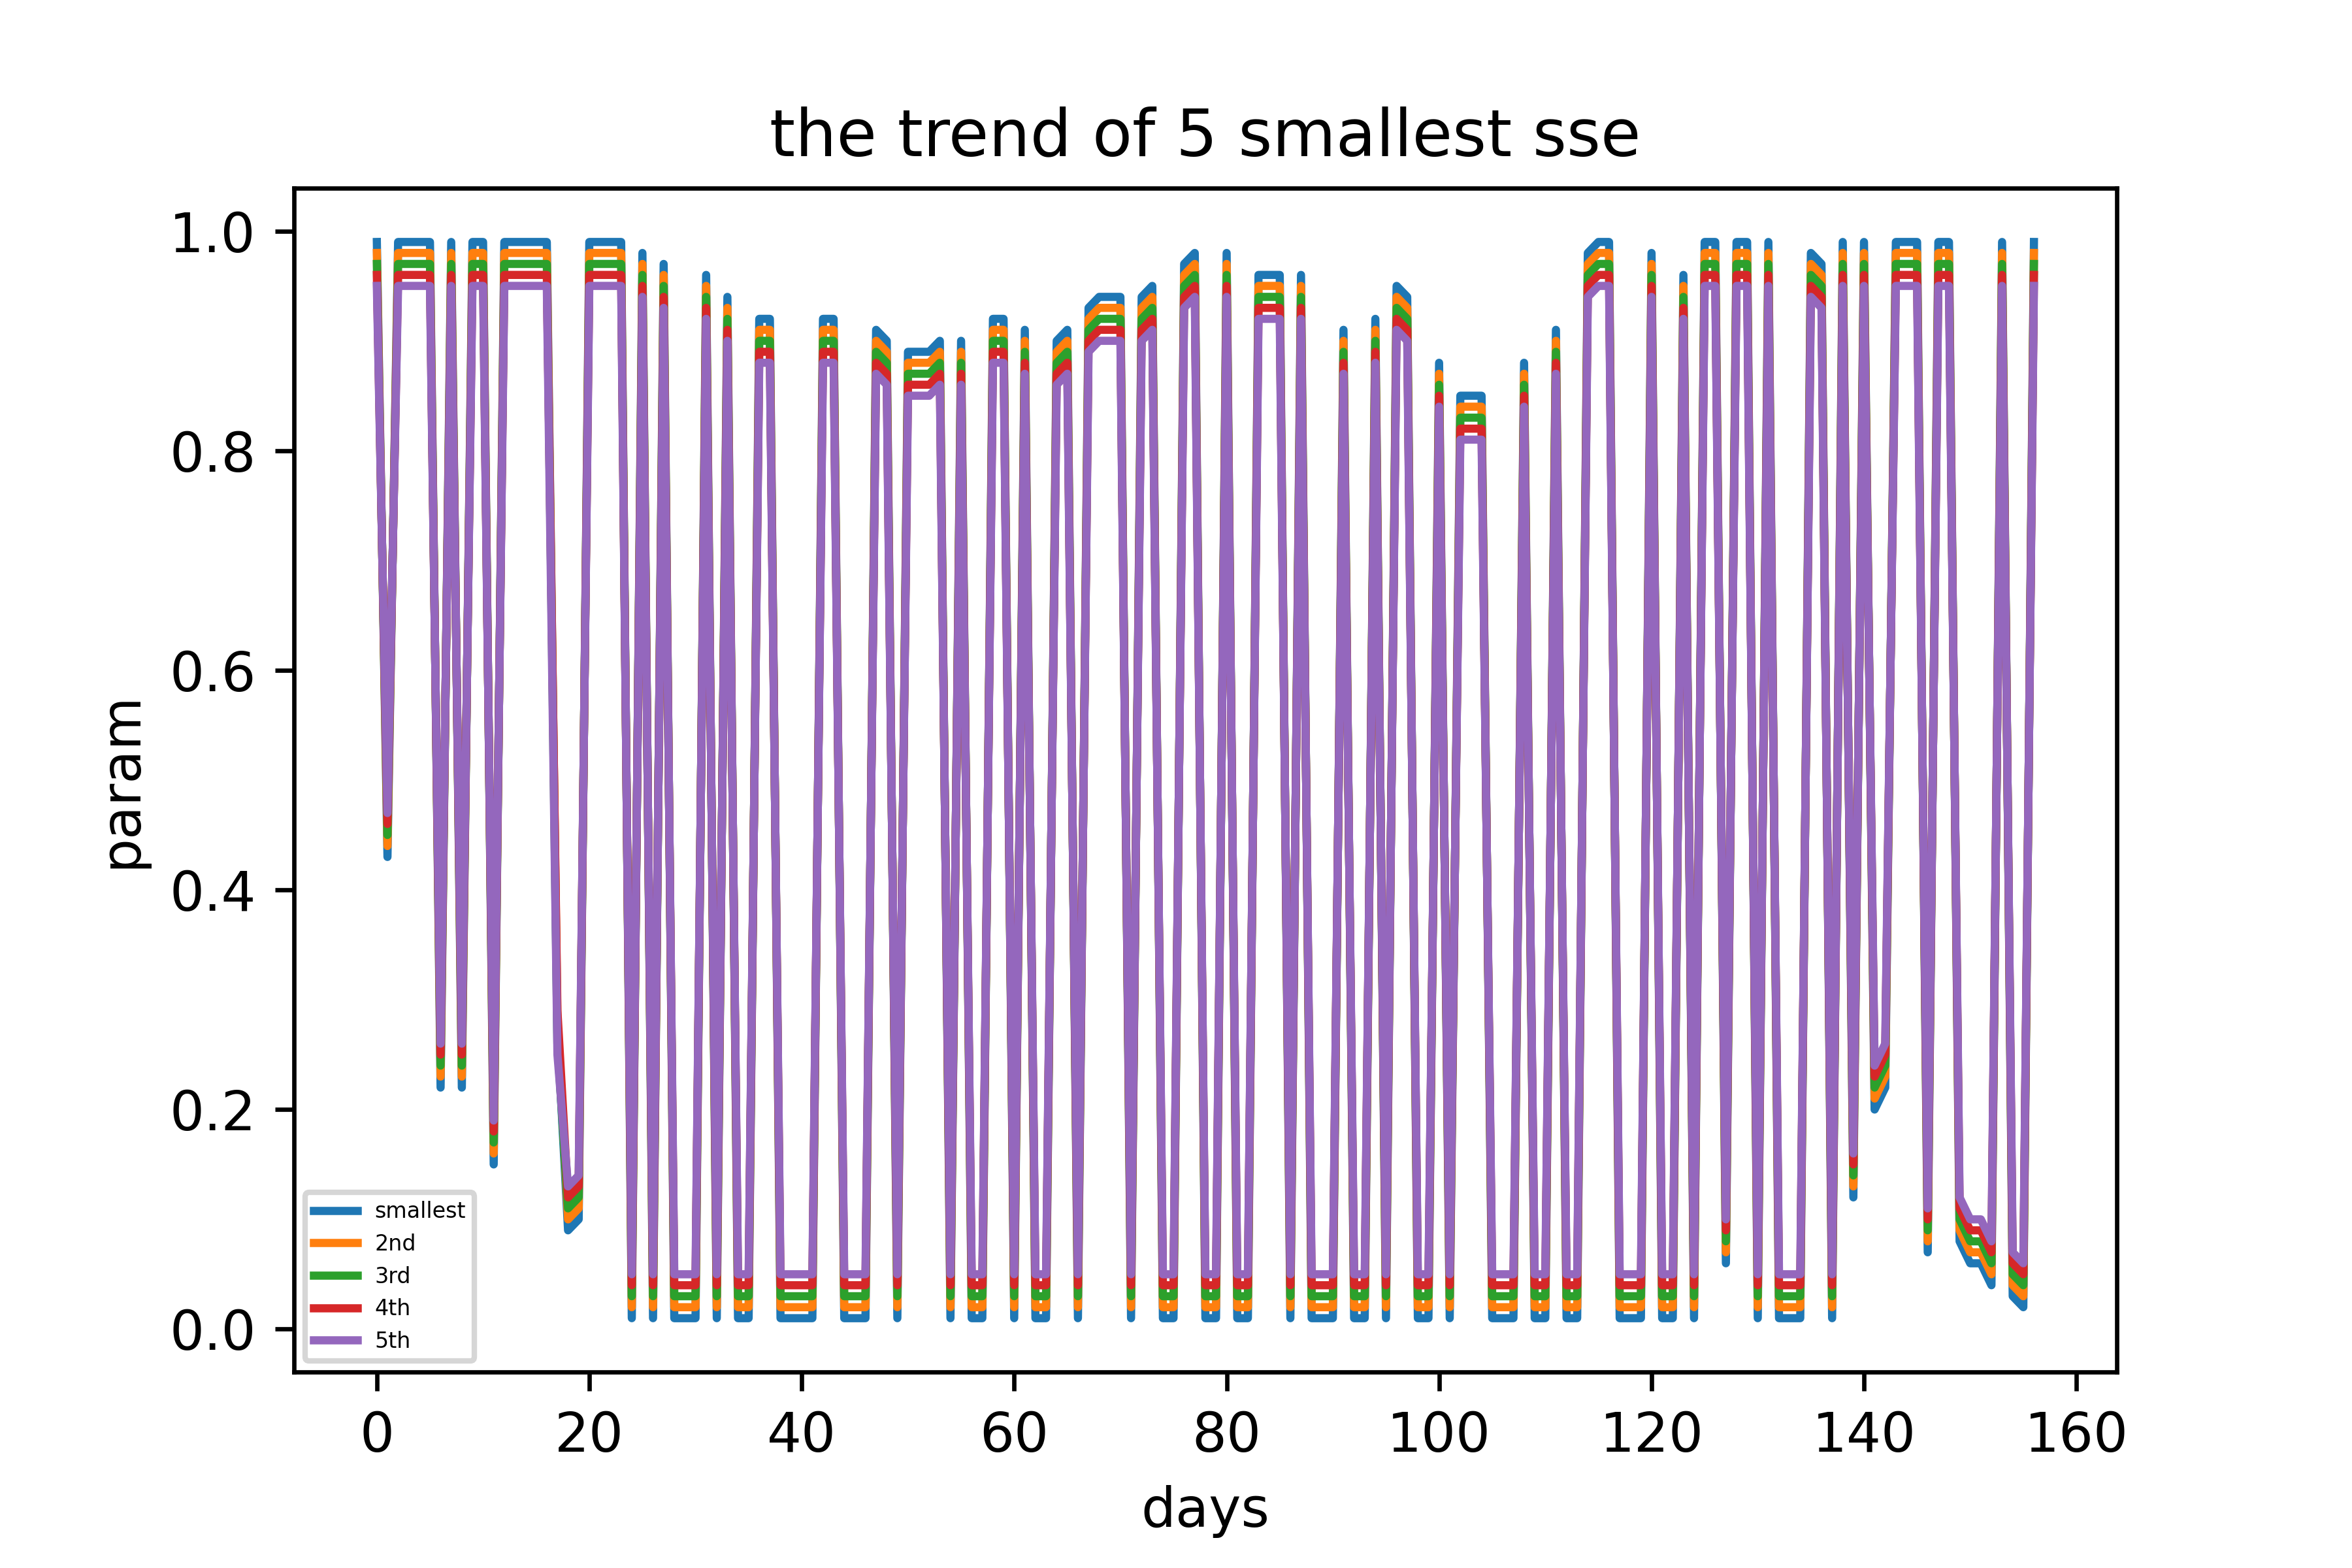 the trend of 5 smallest sse
param
1.0
0.8
0.6
0.4
0.2
0.0
smallest
2nd
3rd
4th
5th
0 20 40 60 80 100 120 140 160
days